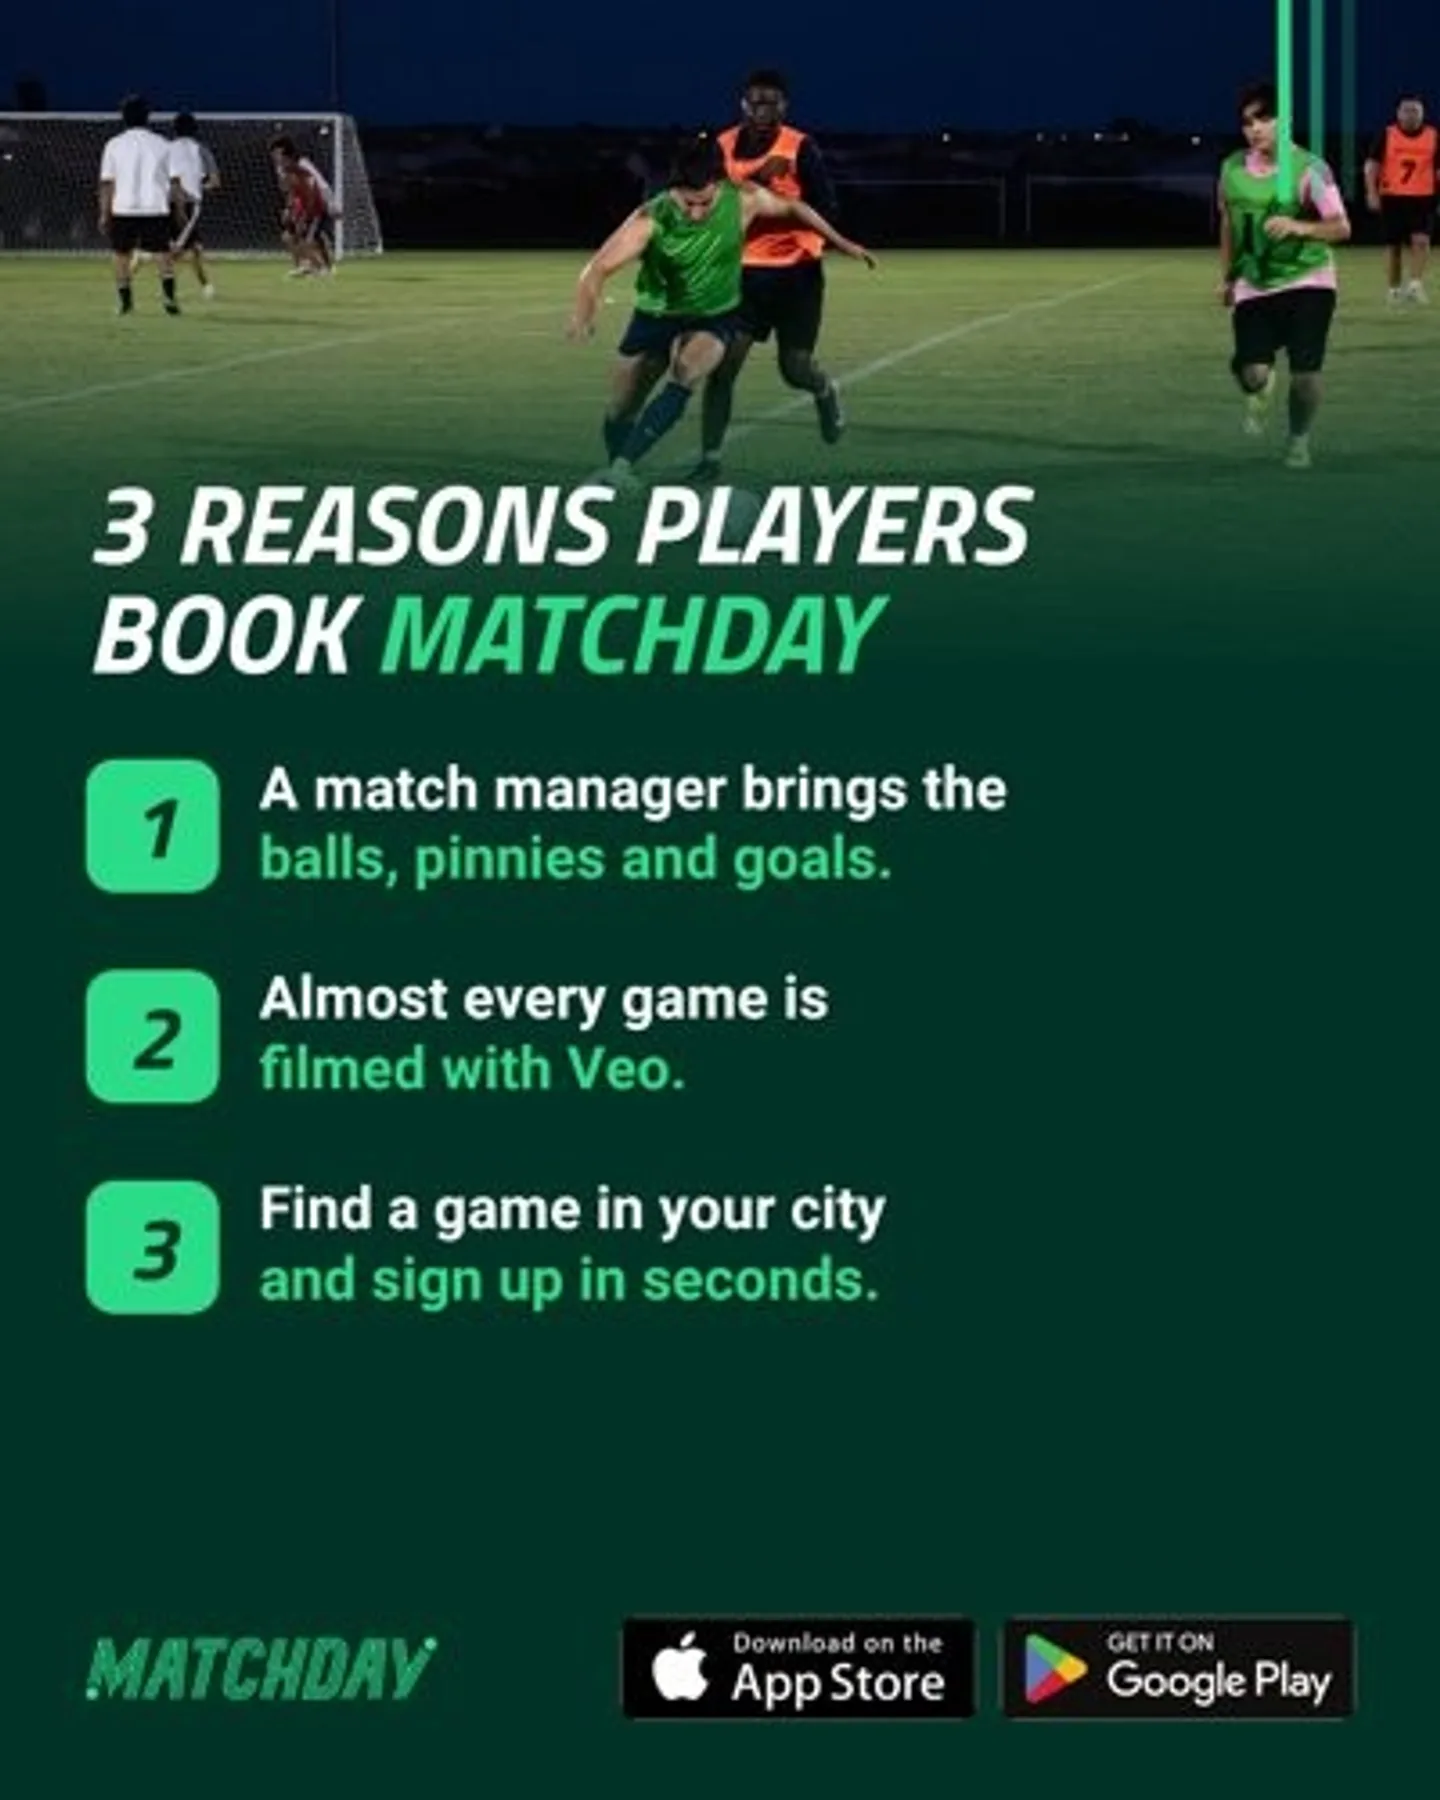 7
3 REASONS PLAYERS
BOOK MATCHDAY
1
A match manager brings the
balls, pinnies and goals.
2
Almost every game is
filmed with Veo.
3
Find a game in your city
and sign up in seconds.
MATCHDAY
Download on the
App Store
GET IT ON
Google Play